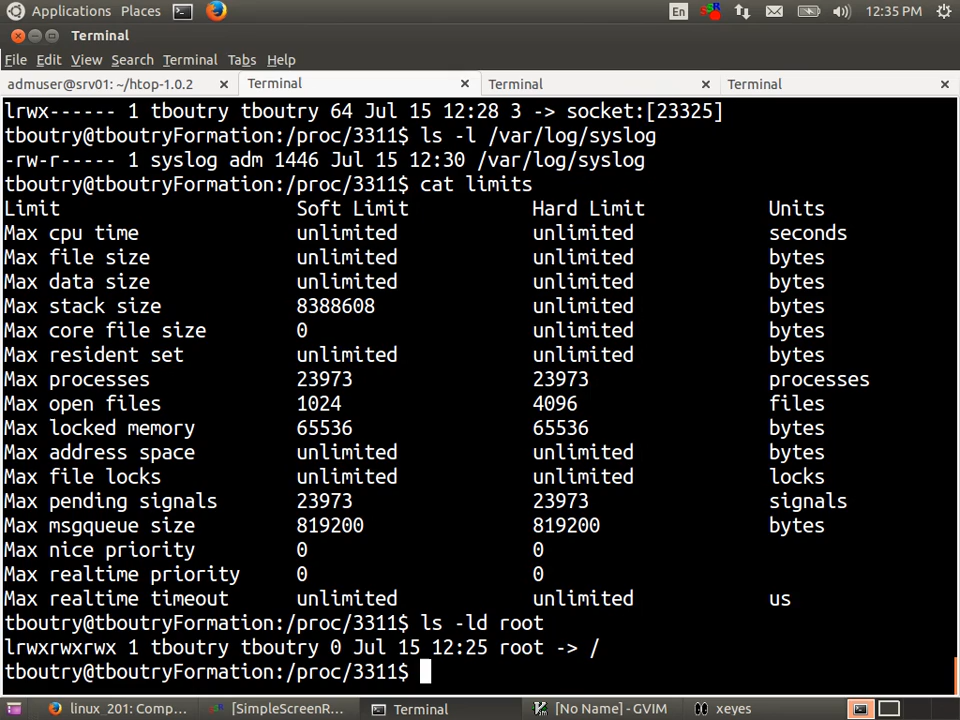 Applications Places En 12:35 PM
Terminal
File Edit View Search Terminal Tabs Help
admuser@srv01: ~/htop-1.0.2 Terminal Terminal Terminal
lrwx------ 1 tboutry tboutry 64 Jul 15 12:28 3 -> socket:[23325]
tboutry@tboutryFormation:/proc/3311$ ls -l /var/log/syslog
-rw-r----- 1 syslog adm 1446 Jul 15 12:30 /var/log/syslog
tboutry@tboutryFormation:/proc/3311$ cat limits
Limit Soft Limit Hard Limit Units
Max cpu time unlimited unlimited seconds
Max file size unlimited unlimited bytes
Max data size unlimited unlimited bytes
Max stack size 8388608 unlimited bytes
Max core file size 0 unlimited bytes
Max resident set unlimited unlimited bytes
Max processes 23973 23973 processes
Max open files 1024 4096 files
Max locked memory 65536 65536 bytes
Max address space unlimited unlimited bytes
Max file locks unlimited unlimited locks
Max pending signals 23973 23973 signals
Max msgqueue size 819200 819200 bytes
Max nice priority 0 0
Max realtime priority 0 0
Max realtime timeout unlimited unlimited us
tboutry@tboutryFormation:/proc/3311$ ls -ld root
lrwxrwxrwx 1 tboutry tboutry 0 Jul 15 12:25 root -> /
tboutry@tboutryFormation:/proc/3311$
linux_201: Comp... [SimpleScreenR... Terminal [No Name] - GVIM xeyes